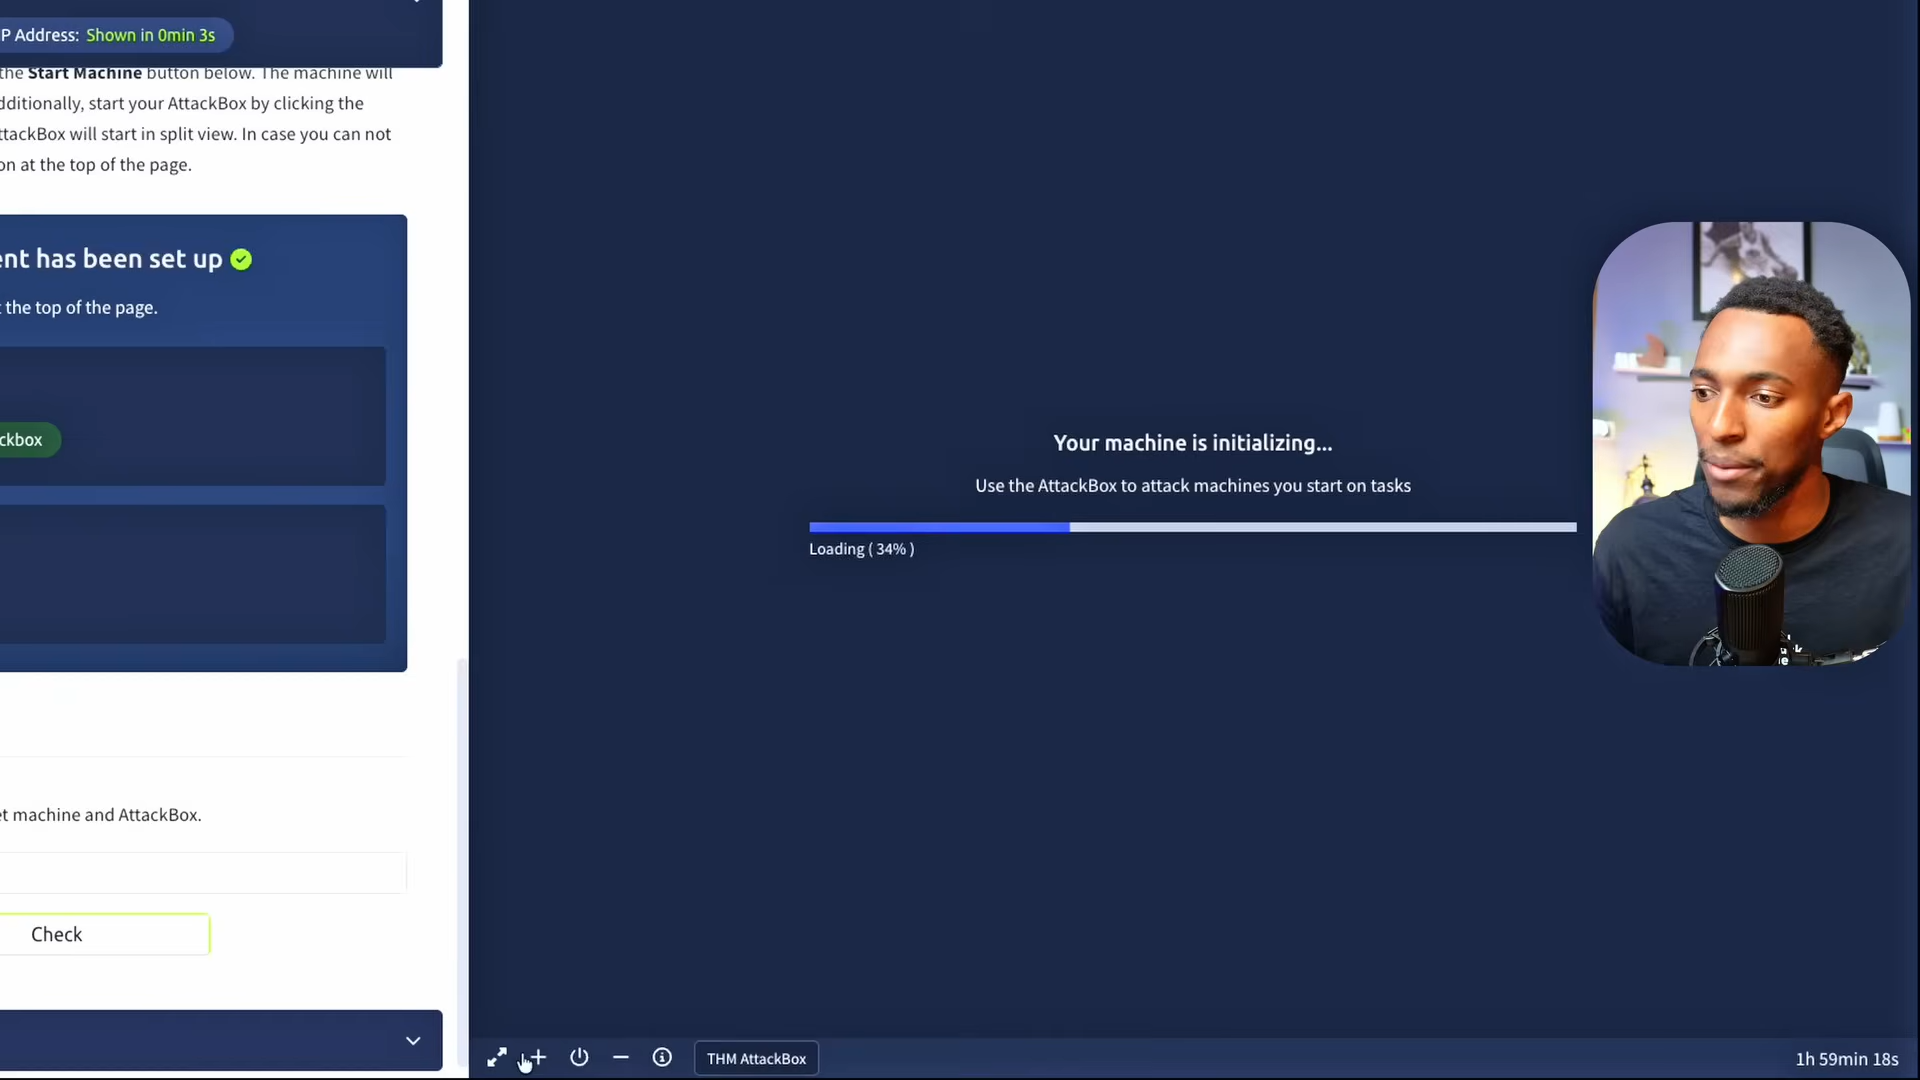 P Address: Shown in 0min 3s
the Start Machine button below. The machine will
dditionally, start your AttackBox by clicking the
ttackBox will start in split view. In case you can not
on at the top of the page.
ent has been set up
t the top of the page.
ckbox
et machine and AttackBox.
Check
Your machine is initializing...
Use the AttackBox to attack machines you start on tasks
Loading ( 34% )
THM AttackBox
1h 59min 18s